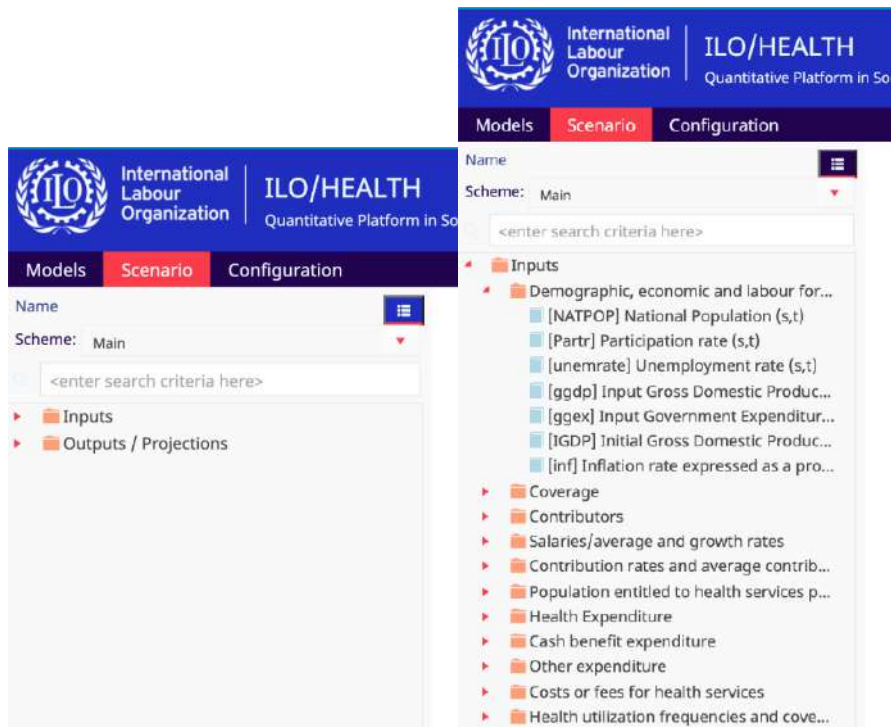 International
Labour
Organization
ILO/HEALTH
Quantitative Platform in So
Models Scenario Configuration
Name
Scheme: Main
<enter search criteria here>
Inputs
Outputs / Projections
International
Labour
Organization
ILO/HEALTH
Quantitative Platform in So
Models Scenario Configuration
Name
Scheme: Main
<enter search criteria here>
Inputs
Demographic, economic and labour for...
[NATPOP] National Population (s,t)
[Partr] Participation rate (s,t)
[unemrate] Unemployment rate (s,t)
[ggdp] Input Gross Domestic Produc...
[ggex] Input Government Expenditur...
[IGDP] Initial Gross Domestic Produc...
[inf] Inflation rate expressed as a pro...
Coverage
Contributors
Salaries/average and growth rates
Contribution rates and average contrib...
Population entitled to health services p...
Health Expenditure
Cash benefit expenditure
Other expenditure
Costs or fees for health services
Health utilization frequencies and cove...